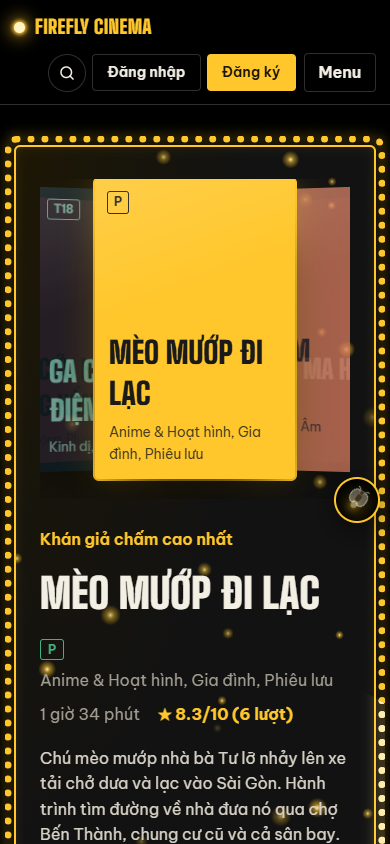 FIREFLY CINEMA
Đăng nhập
Đăng ký
Menu
T18
P
GA C
ĐIỆN
Kinh dị,
MÈO MƯỚP ĐI
LẠC
Anime & Hoạt hình, Gia
đình, Phiêu lưu
M
MA H
Âm
Khán giả chấm cao nhất
MÈO MƯỚP ĐI LẠC
P
Anime & Hoạt hình, Gia đình, Phiêu lưu
1 giờ 34 phút ★ 8.3/10 (6 lượt)
Chú mèo mướp nhà bà Tư lỡ nhảy lên xe
tải chở dưa và lạc vào Sài Gòn. Hành
trình tìm đường về nhà đưa nó qua chợ
Bến Thành, chung cư cũ và cả sân bay.